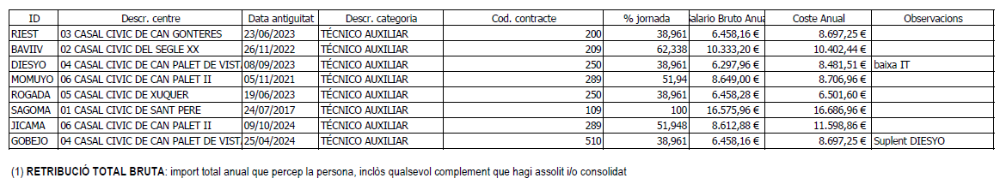 ID Descr. centre Data antiguitat Descr. categoria Cod. contracte % jornada Salario Bruto Anua Coste Anual Observacions
RIEST 03 CASAL CIVIC DE CAN GONTERES 23/06/2023 TÉCNICO AUXILIAR 200 38,961 6.458,16 € 8.697,25 €
BAVIIV 02 CASAL CIVIC DEL SEGLE XX 26/11/2022 TÉCNICO AUXILIAR 209 62,338 10.333,20 € 10.402,44 €
DIESYO 04 CASAL CIVIC DE CAN PALET DE VIST. 08/09/2023 TÉCNICO AUXILIAR 250 38,961 6.297,96 € 8.481,51 € baixa IT
MOMUYO 06 CASAL CIVIC DE CAN PALET II 05/11/2021 TÉCNICO AUXILIAR 289 51,94 8.649,00 € 8.706,96 €
ROGADA 05 CASAL CIVIC DE XUQUER 19/06/2023 TÉCNICO AUXILIAR 250 38,961 6.458,28 € 6.501,60 €
SAGOMA 01 CASAL CIVIC DE SANT PERE 24/07/2017 TÉCNICO AUXILIAR 109 100 16.575,96 € 16.686,96 €
JICAMA 06 CASAL CIVIC DE CAN PALET II 09/10/2024 TÉCNICO AUXILIAR 289 51,948 8.612,88 € 11.598,86 €
GOBEJO 04 CASAL CIVIC DE CAN PALET DE VIST. 25/04/2024 TÉCNICO AUXILIAR 510 38,961 6.458,16 € 8.697,25 € Suplent DIESYO
(1) RETRIBUCIÓ TOTAL BRUTA: import total anual que percep la persona, inclòs qualsevol complement que hagi assolit i/o consolidat